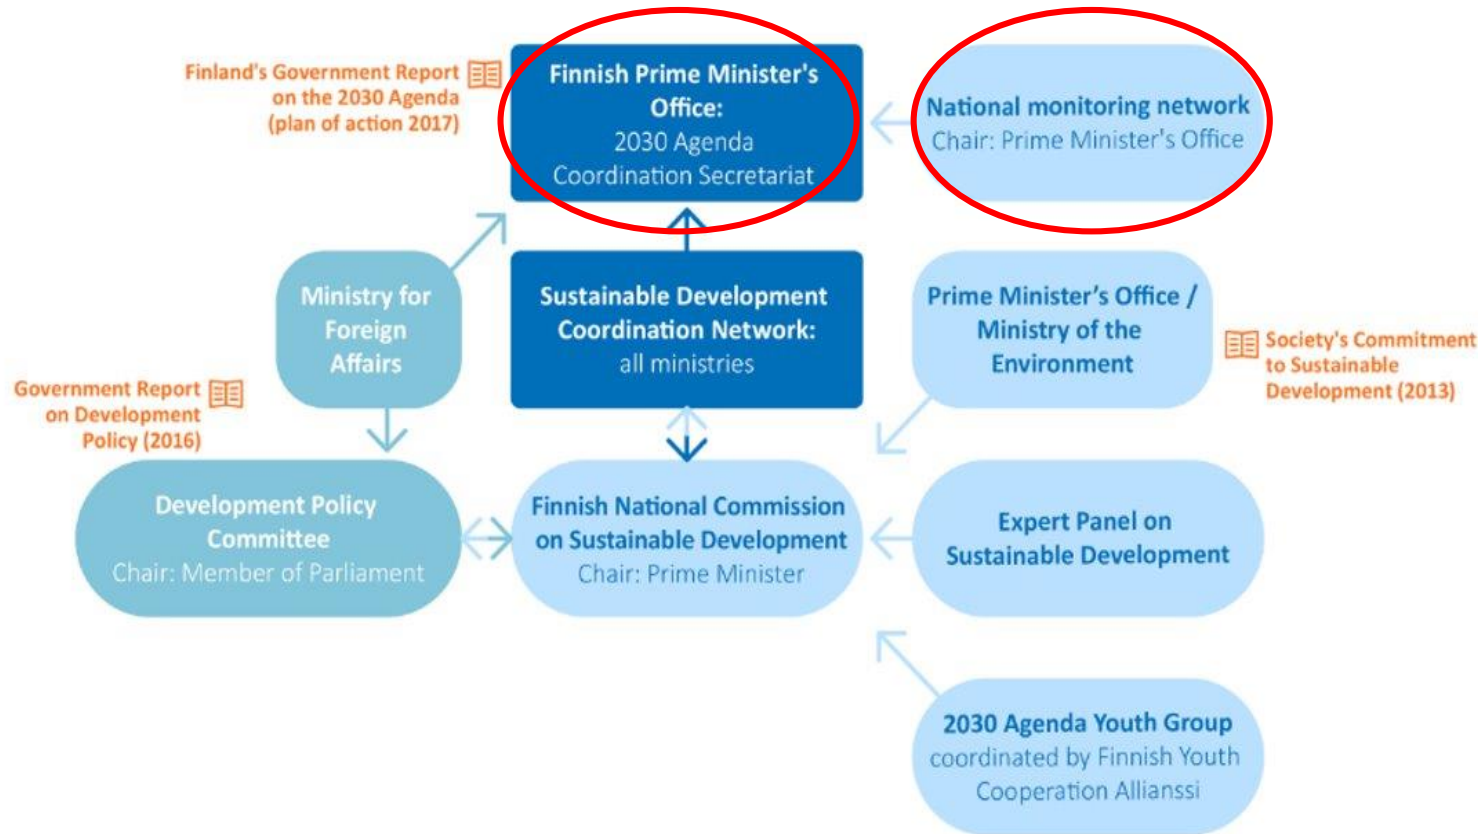 Finland's Government Report
on the 2030 Agenda
(plan of action 2017)
Finnish Prime Minister's
Office:
2030 Agenda
Coordination Secretariat
National monitoring network
Chair: Prime Minister's Office
Ministry for
Foreign
Affairs
Sustainable Development
Coordination Network:
all ministries
Prime Minister’s Office /
Ministry of the
Environment
Society's Commitment
to Sustainable
Development (2013)
Government Report
on Development
Policy (2016)
Development Policy
Committee
Chair: Member of Parliament
Finnish National Commission
on Sustainable Development
Chair: Prime Minister
Expert Panel on
Sustainable Development
2030 Agenda Youth Group
coordinated by Finnish Youth
Cooperation Allianssi